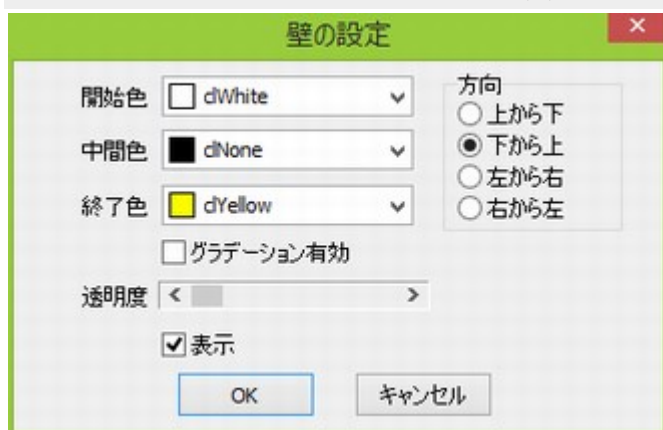 壁の設定
開始色 clWhite
中間色 clNone
終了色 clYellow
グラデーション有効
透明度
表示
方向
上から下
下から上
左から右
右から左
OK キャンセル